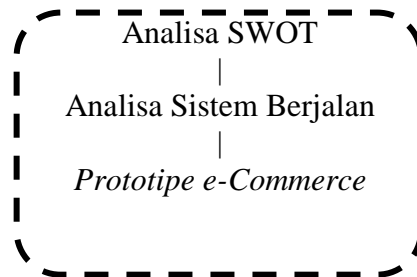 Analisa SWOT
|
Analisa Sistem Berjalan
|
Prototipe e-Commerce